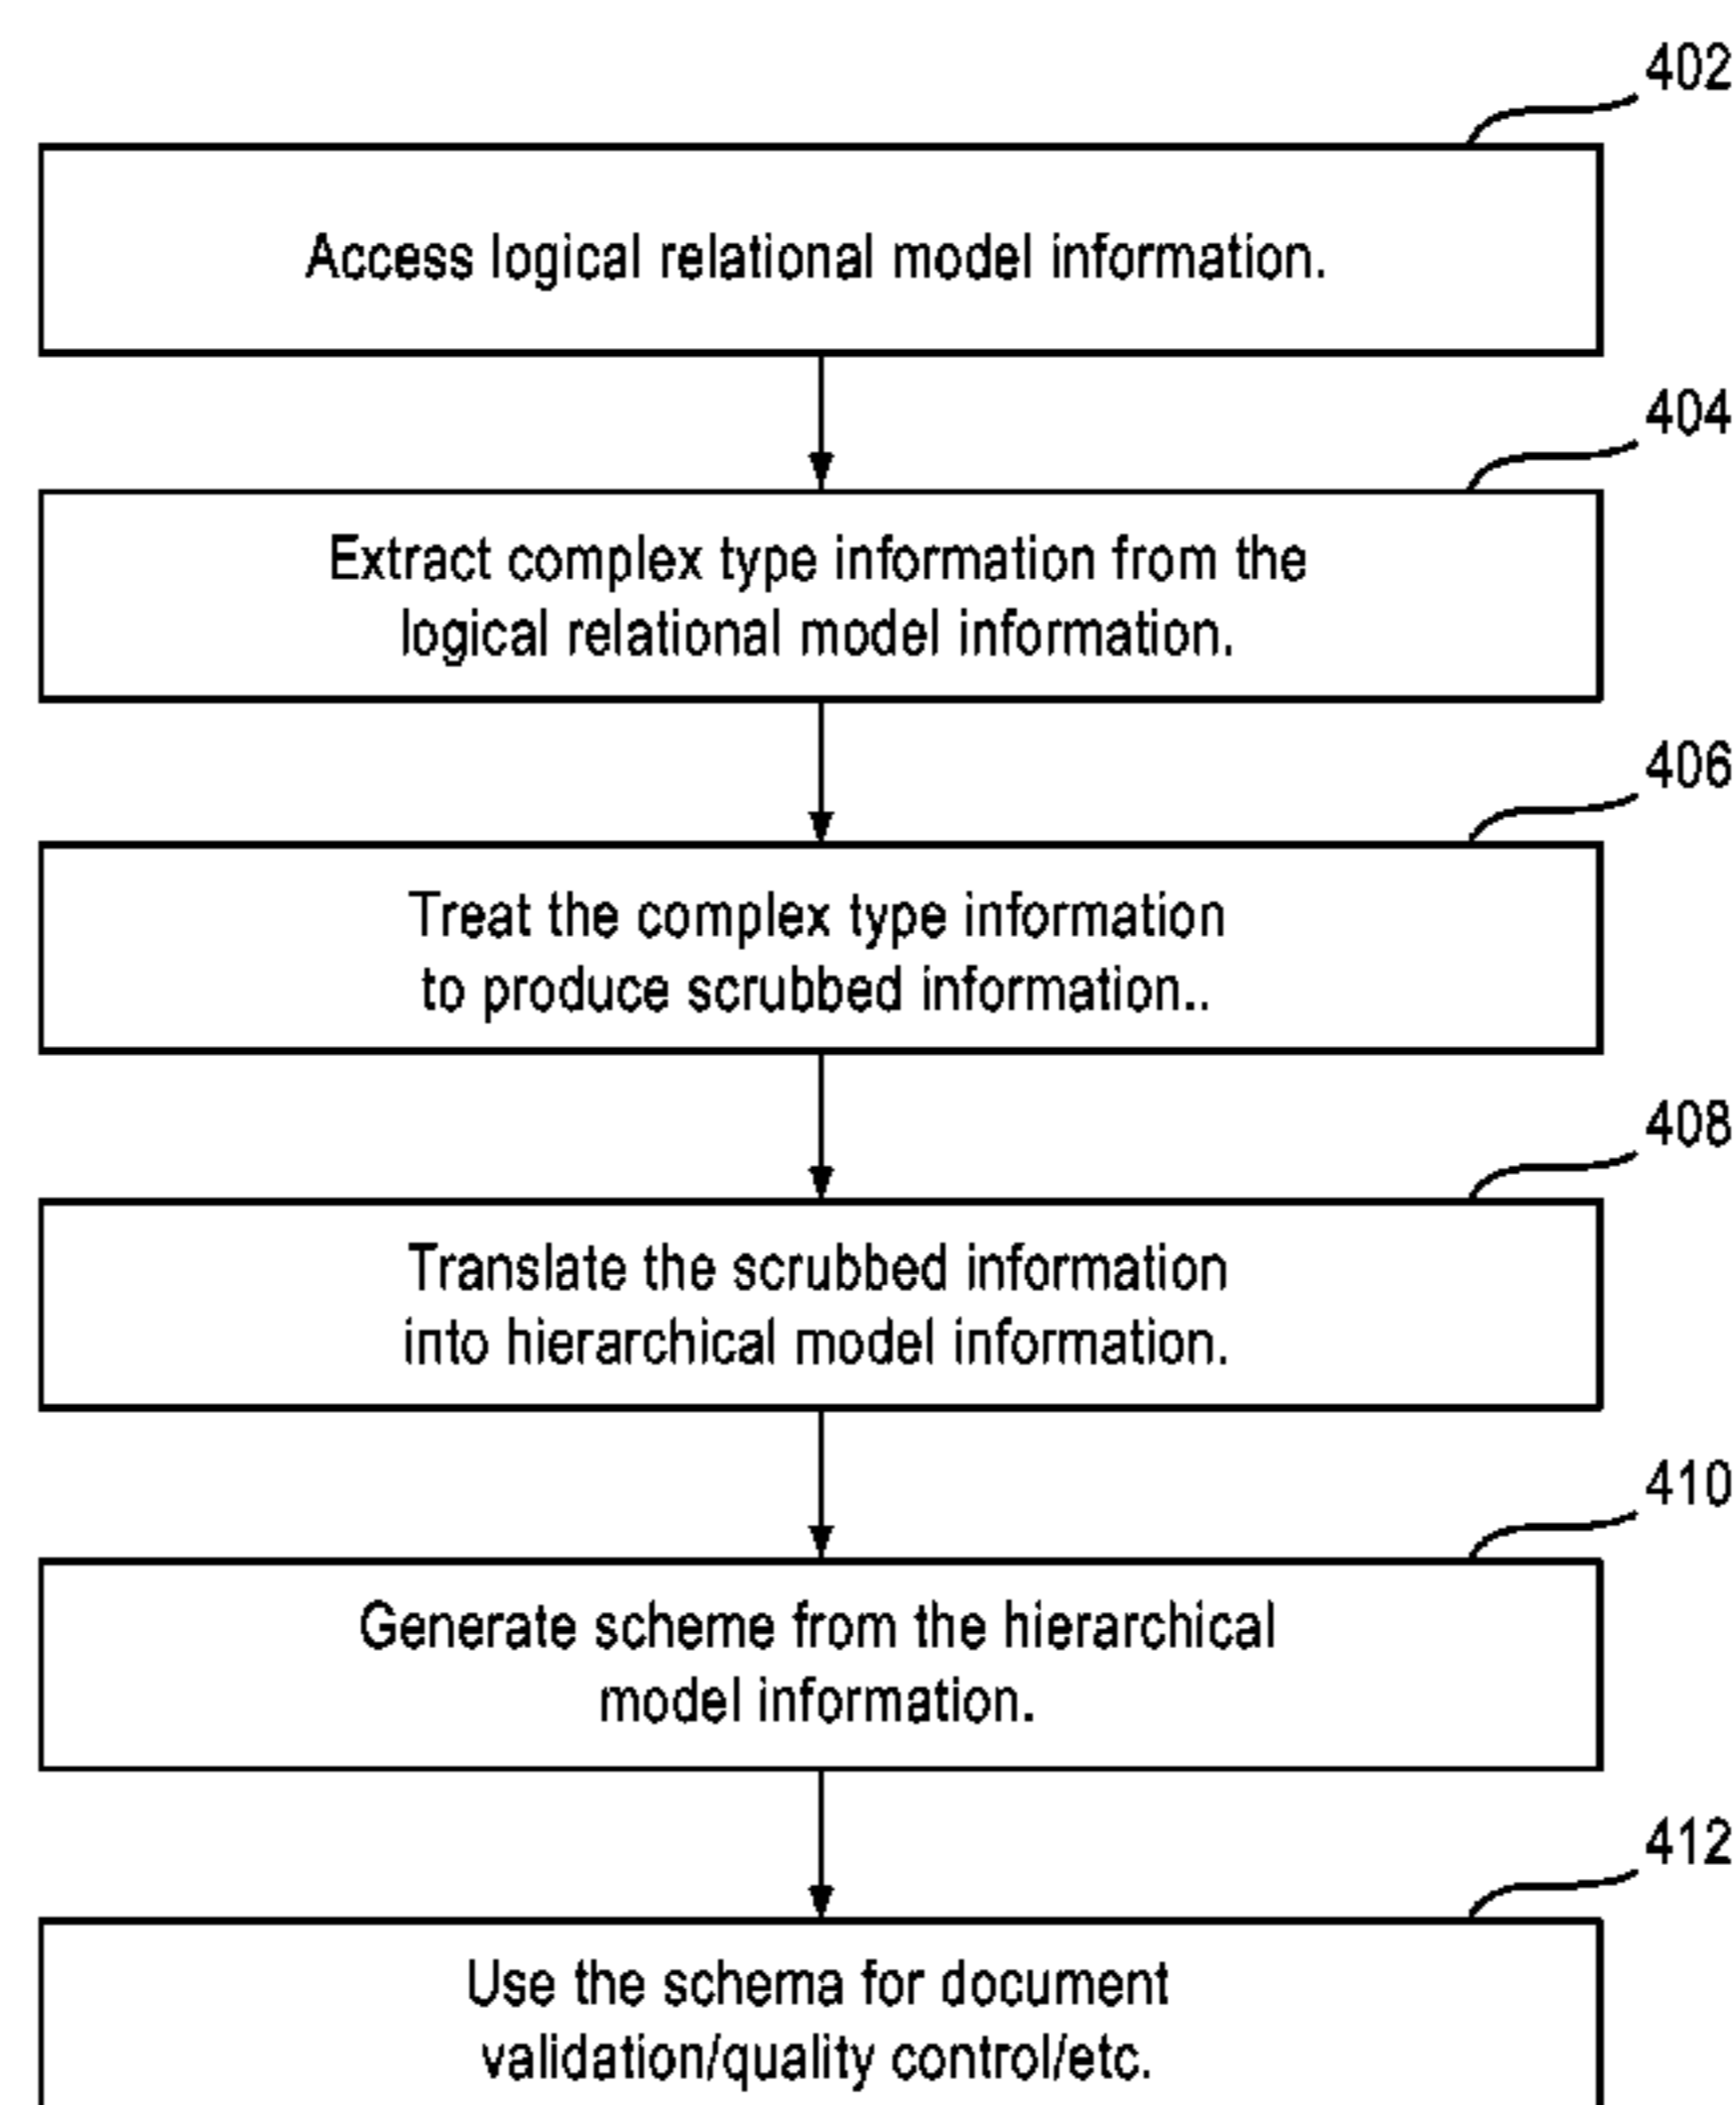 402
Access logical relational model information.
404
Extract complex type information from the
logical relational model information.
406
Treat the complex type information
to produce scrubbed information..
408
Translate the scrubbed information
into hierarchical model information.
410
Generate scheme from the hierarchical
model information.
412
Use the schema for document
validation/quality control/etc.